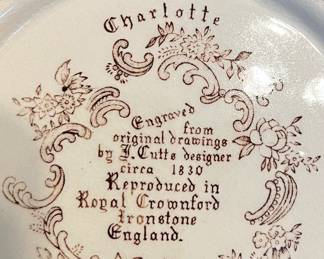 Charlotte
Engraved
from
original drawings
by J. Cutts designer
circa 1830
Reproduced in
Royal Crownford
Ironstone
England.